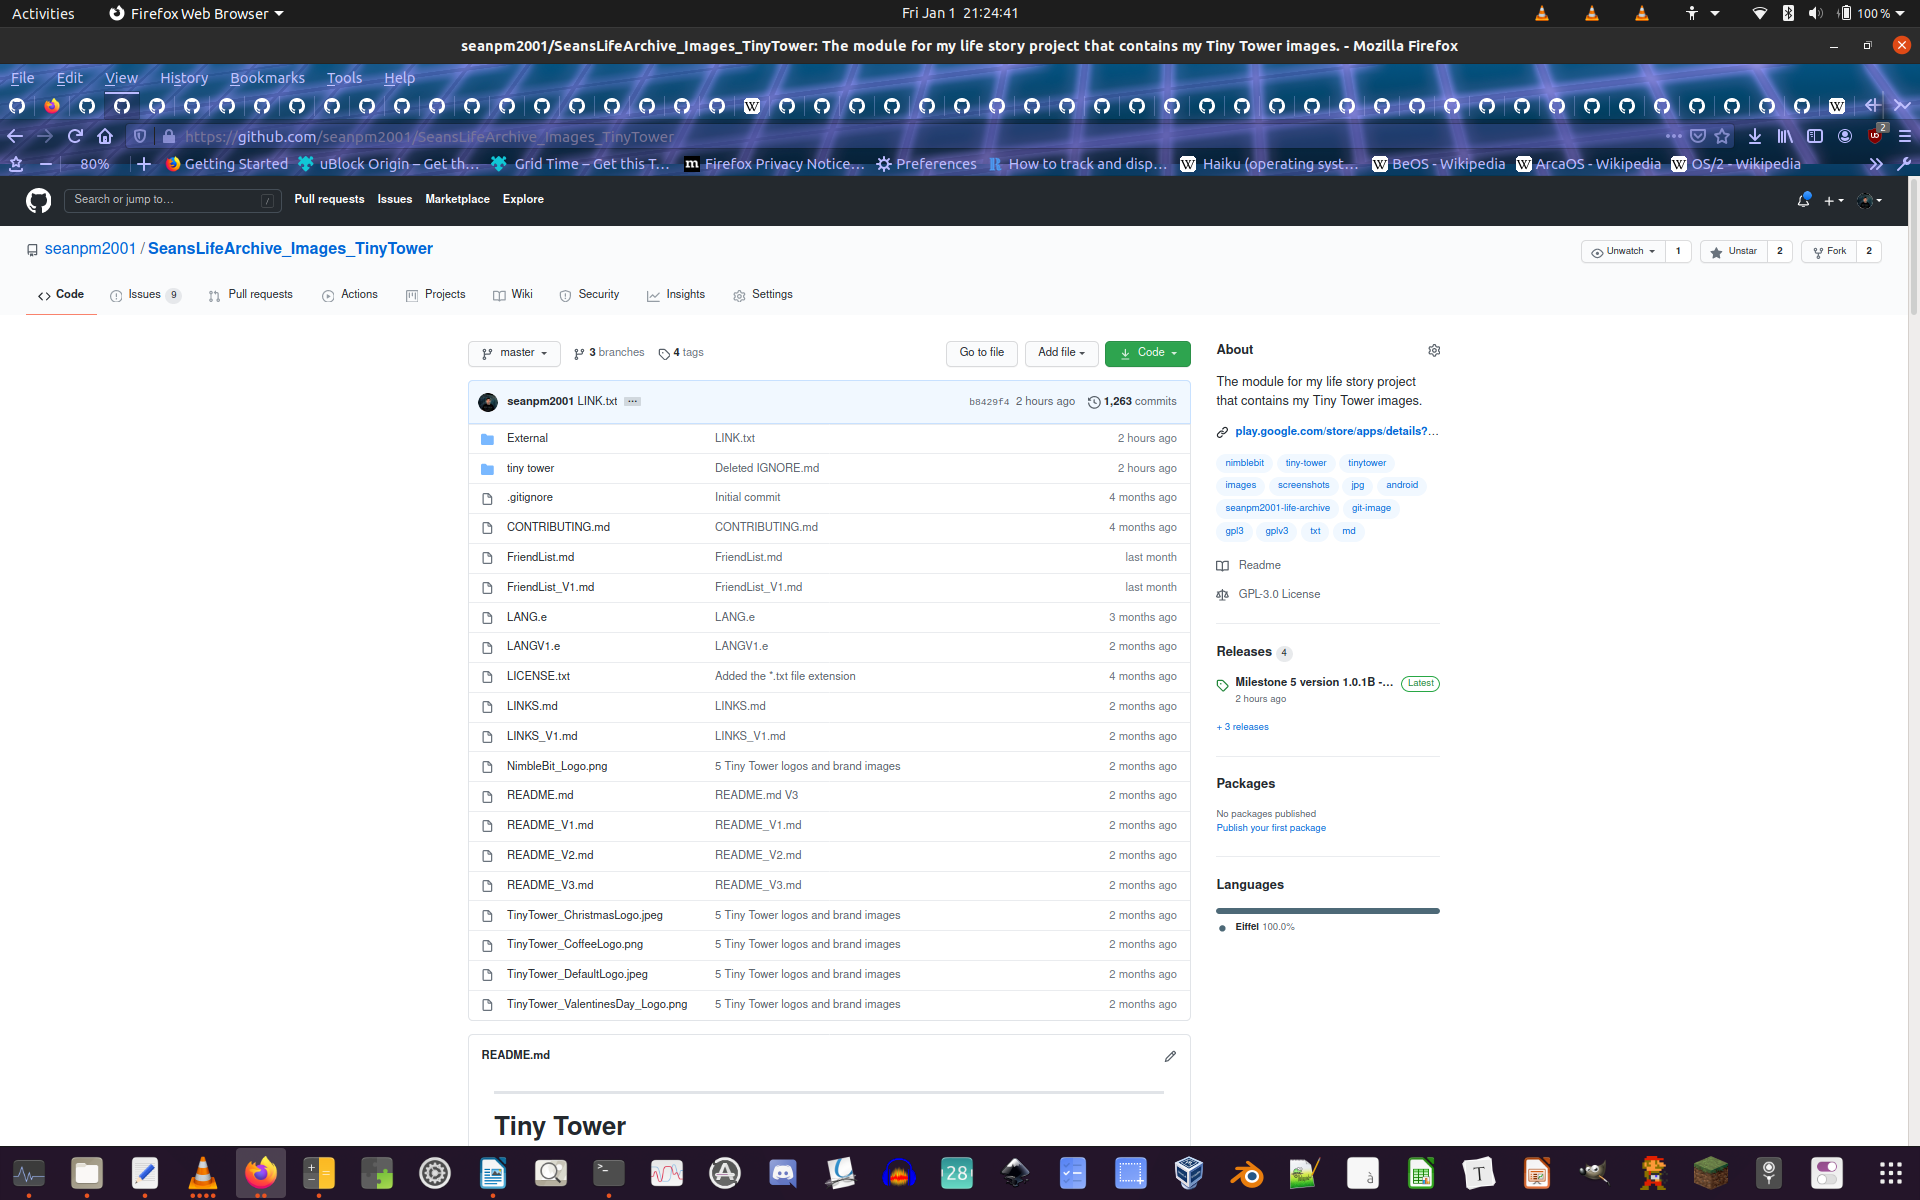 Activities Firefox Web Browser Fri Jan 1 21:24:41 100 %
seanpm2001/SeansLifeArchive_Images_TinyTower: The module for my life story project that contains my Tiny Tower images. - Mozilla Firefox
File Edit View History Bookmarks Tools Help
https://github.com/seanpm2001/SeansLifeArchive_Images_TinyTower 2
80% Getting Started uBlock Origin – Get th… Grid Time – Get this T… Firefox Privacy Notice… Preferences How to track and disp… Haiku (operating syst… BeOS - Wikipedia ArcaOS - Wikipedia OS/2 - Wikipedia
Search or jump to… / Pull requests Issues Marketplace Explore
seanpm2001 / SeansLifeArchive_Images_TinyTower Unwatch 1 Unstar 2 Fork 2
Code Issues 9 Pull requests Actions Projects Wiki Security Insights Settings
master 3 branches 4 tags Go to file Add file Code
seanpm2001 LINK.txt b8429f4 2 hours ago 1,263 commits
External LINK.txt 2 hours ago
tiny tower Deleted IGNORE.md 2 hours ago
.gitignore Initial commit 4 months ago
CONTRIBUTING.md CONTRIBUTING.md 4 months ago
FriendList.md FriendList.md last month
FriendList_V1.md FriendList_V1.md last month
LANG.e LANG.e 3 months ago
LANGV1.e LANGV1.e 2 months ago
LICENSE.txt Added the *.txt file extension 4 months ago
LINKS.md LINKS.md 2 months ago
LINKS_V1.md LINKS_V1.md 2 months ago
NimbleBit_Logo.png 5 Tiny Tower logos and brand images 2 months ago
README.md README.md V3 2 months ago
README_V1.md README_V1.md 2 months ago
README_V2.md README_V2.md 2 months ago
README_V3.md README_V3.md 2 months ago
TinyTower_ChristmasLogo.jpeg 5 Tiny Tower logos and brand images 2 months ago
TinyTower_CoffeeLogo.png 5 Tiny Tower logos and brand images 2 months ago
TinyTower_DefaultLogo.jpeg 5 Tiny Tower logos and brand images 2 months ago
TinyTower_ValentinesDay_Logo.png 5 Tiny Tower logos and brand images 2 months ago
README.md
Tiny Tower
About
The module for my life story project
that contains my Tiny Tower images.
play.google.com/store/apps/details?…
nimblebit tiny-tower tinytower
images screenshots jpg android
seanpm2001-life-archive git-image
gpl3 gplv3 txt md
Readme
GPL-3.0 License
Releases 4
Milestone 5 version 1.0.1B -… Latest
2 hours ago
+ 3 releases
Packages
No packages published
Publish your first package
Languages
Eiffel 100.0%
28